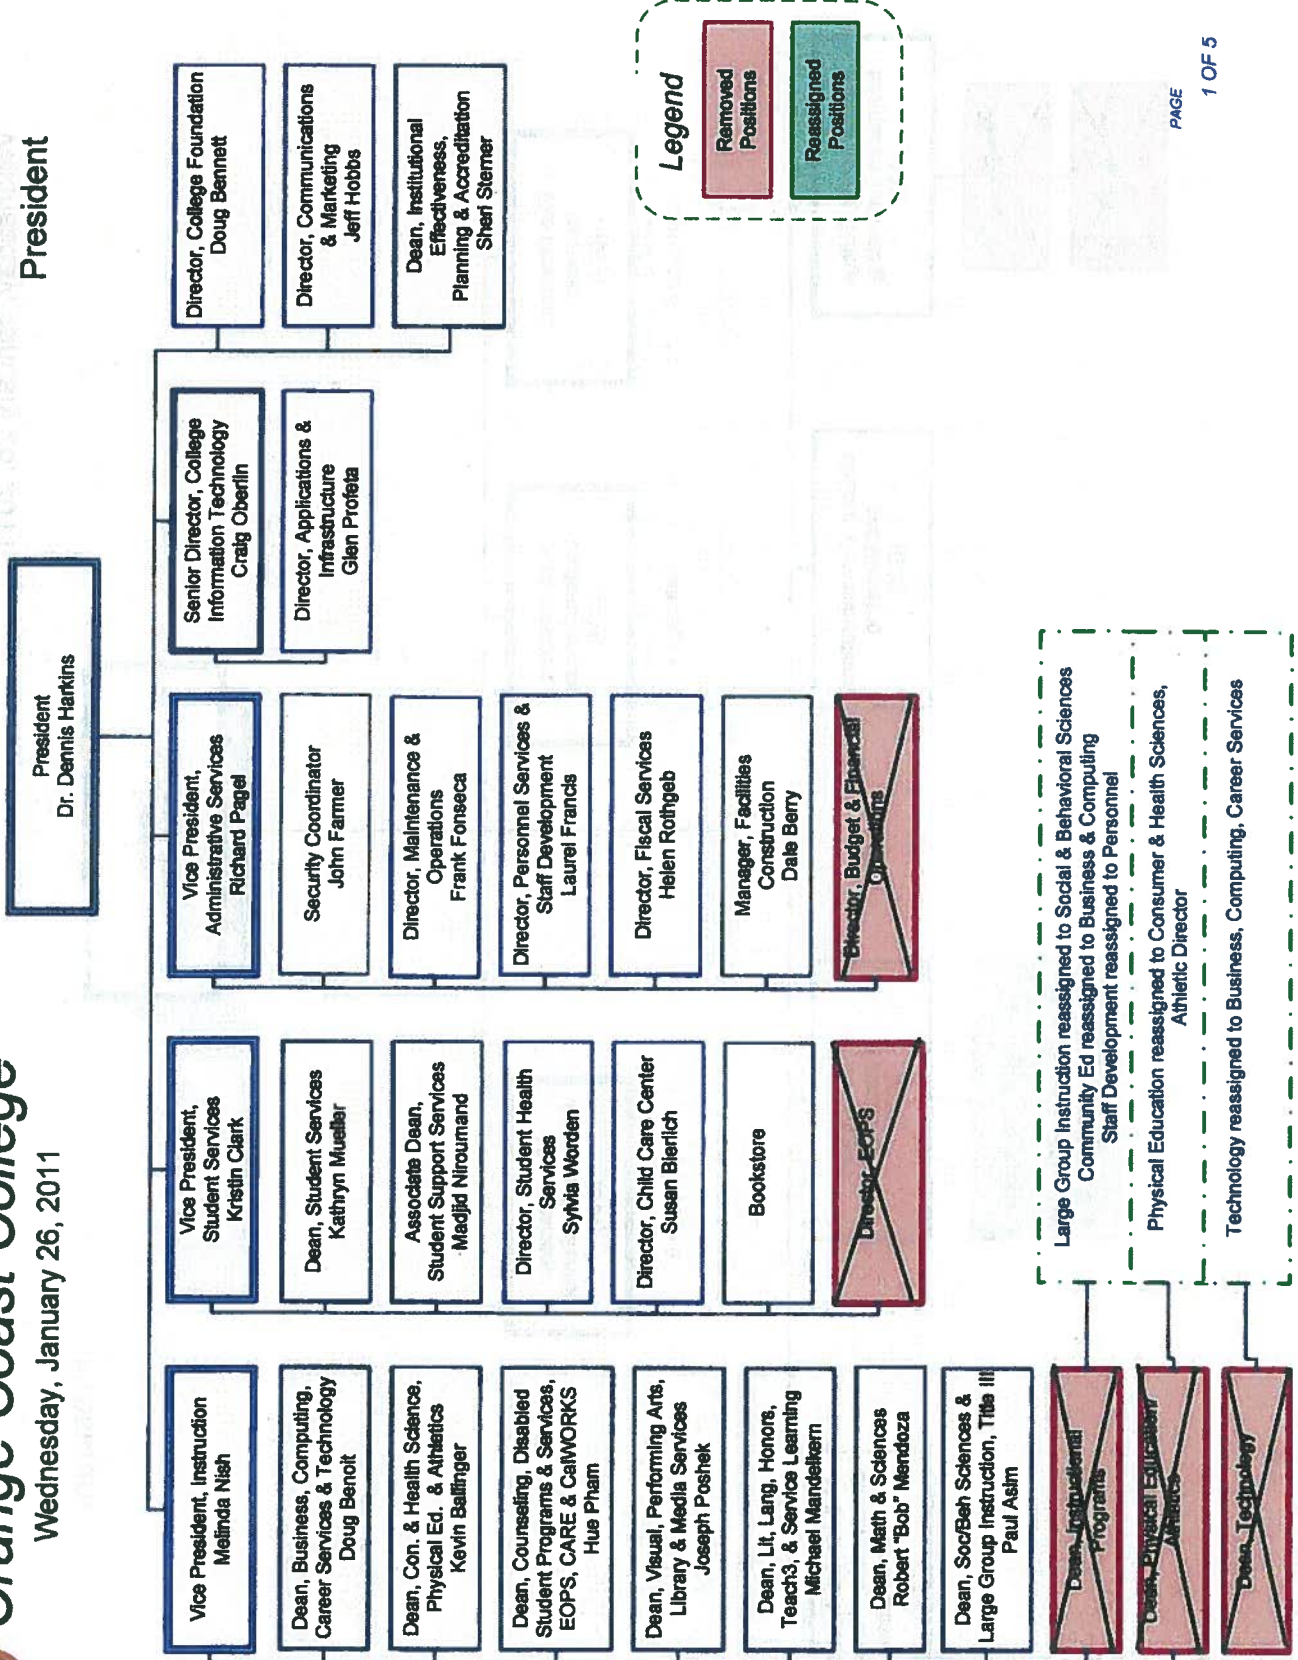 Coast College
Wednesday, January 26, 2011
President
President
Dr. Dennis Harkins
Vice President, Instruction
Melinda Nish
Dean, Business, Computing,
Career Services & Technology
Doug Benoit
Dean, Con. & Health Science,
Physical Ed. & Athletics
Kevin Ballinger
Dean, Counseling, Disabled
Student Programs & Services,
EOPS, CARE & CalWORKS
Hue Pham
Dean, Visual, Performing Arts,
Library & Media Services
Joseph Poshek
Dean, Lit, Lang, Honors,
Teach3, & Service Learning
Michael Mandelkern
Dean, Math & Sciences
Robert "Bob" Mendoza
Dean, Soc/Beh Sciences &
Large Group Instruction, Title III
Paul Asim
Dean, Instructional
Programs
Dean, Physical Education/
Athletics
Dean, Technology
Vice President,
Student Services
Kristin Clark
Dean, Student Services
Kathryn Mueller
Associate Dean,
Student Support Services
Madjid Niroumand
Director, Student Health
Services
Sylvia Worden
Director, Child Care Center
Susan Bierlich
Bookstore
Director, EOPS
Vice President,
Administrative Services
Richard Pagel
Security Coordinator
John Farmer
Director, Maintenance &
Operations
Frank Fonseca
Director, Personnel Services &
Staff Development
Laurel Francis
Director, Fiscal Services
Helen Rothgeb
Manager, Facilities
Construction
Dale Berry
Director, Budget & Financial
Operations
Senior Director, College
Information Technology
Craig Oberlin
Director, Applications &
Infrastructure
Glen Profeta
Director, College Foundation
Doug Bennett
Director, Communications
& Marketing
Jeff Hobbs
Dean, Institutional
Effectiveness,
Planning & Accreditation
Sheri Sterner
Large Group Instruction reassigned to Social & Behavioral Sciences
Community Ed reassigned to Business & Computing
Staff Development reassigned to Personnel
Physical Education reassigned to Consumer & Health Sciences,
Athletic Director
Technology reassigned to Business, Computing, Career Services
Legend
Removed
Positions
Reassigned
Positions
PAGE
1 OF 5